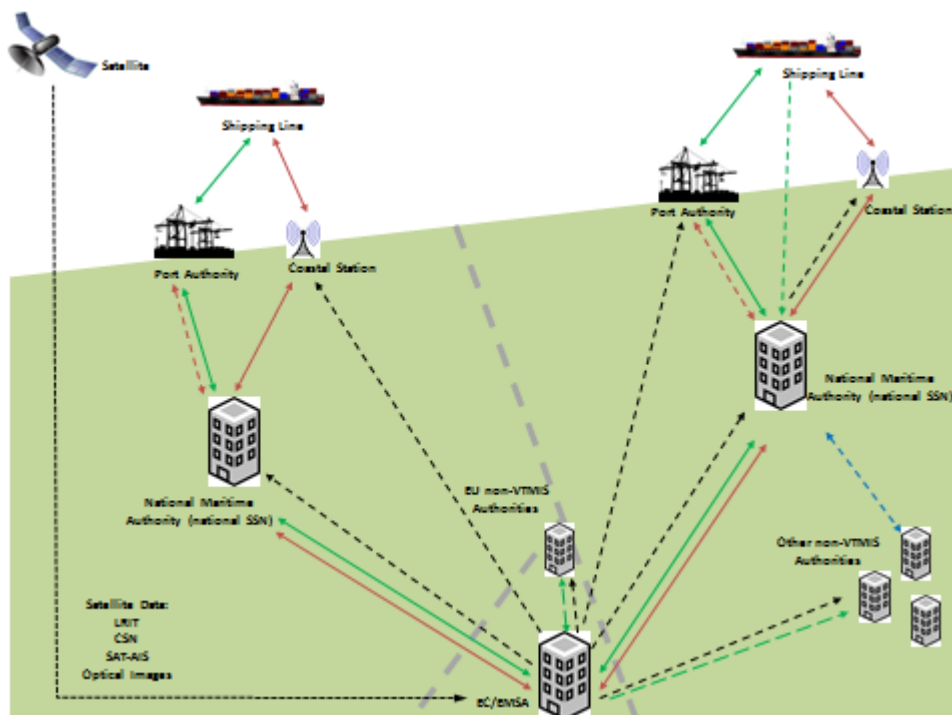 Satellite
Shipping Line
Shipping Line
Port Authority
Coastal Station
Port Authority
Coastal Station
National Maritime
Authority (national SSN)
National Maritime
Authority (national SSN)
EU non-VTMIS
Authorities
Other non-VTMIS
Authorities
Satellite Data:
LRIT
CSN
SAT-AIS
Optical Images
EC/EMSA